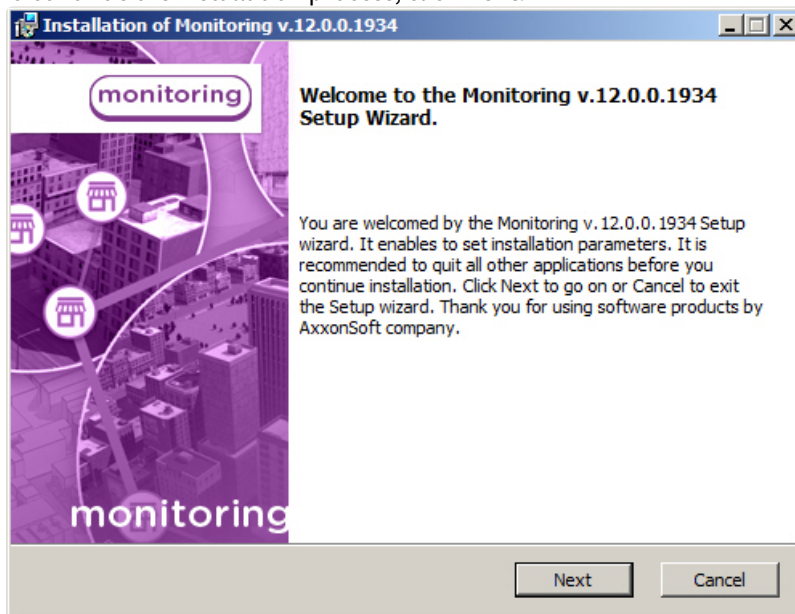 Installation of Monitoring v.12.0.0.1934
monitoring
Welcome to the Monitoring v.12.0.0.1934
Setup Wizard.
You are welcomed by the Monitoring v.12.0.0.1934 Setup
wizard. It enables to set installation parameters. It is
recommended to quit all other applications before you
continue installation. Click Next to go on or Cancel to exit
the Setup wizard. Thank you for using software products by
AxxonSoft company.
monitoring
Next
Cancel